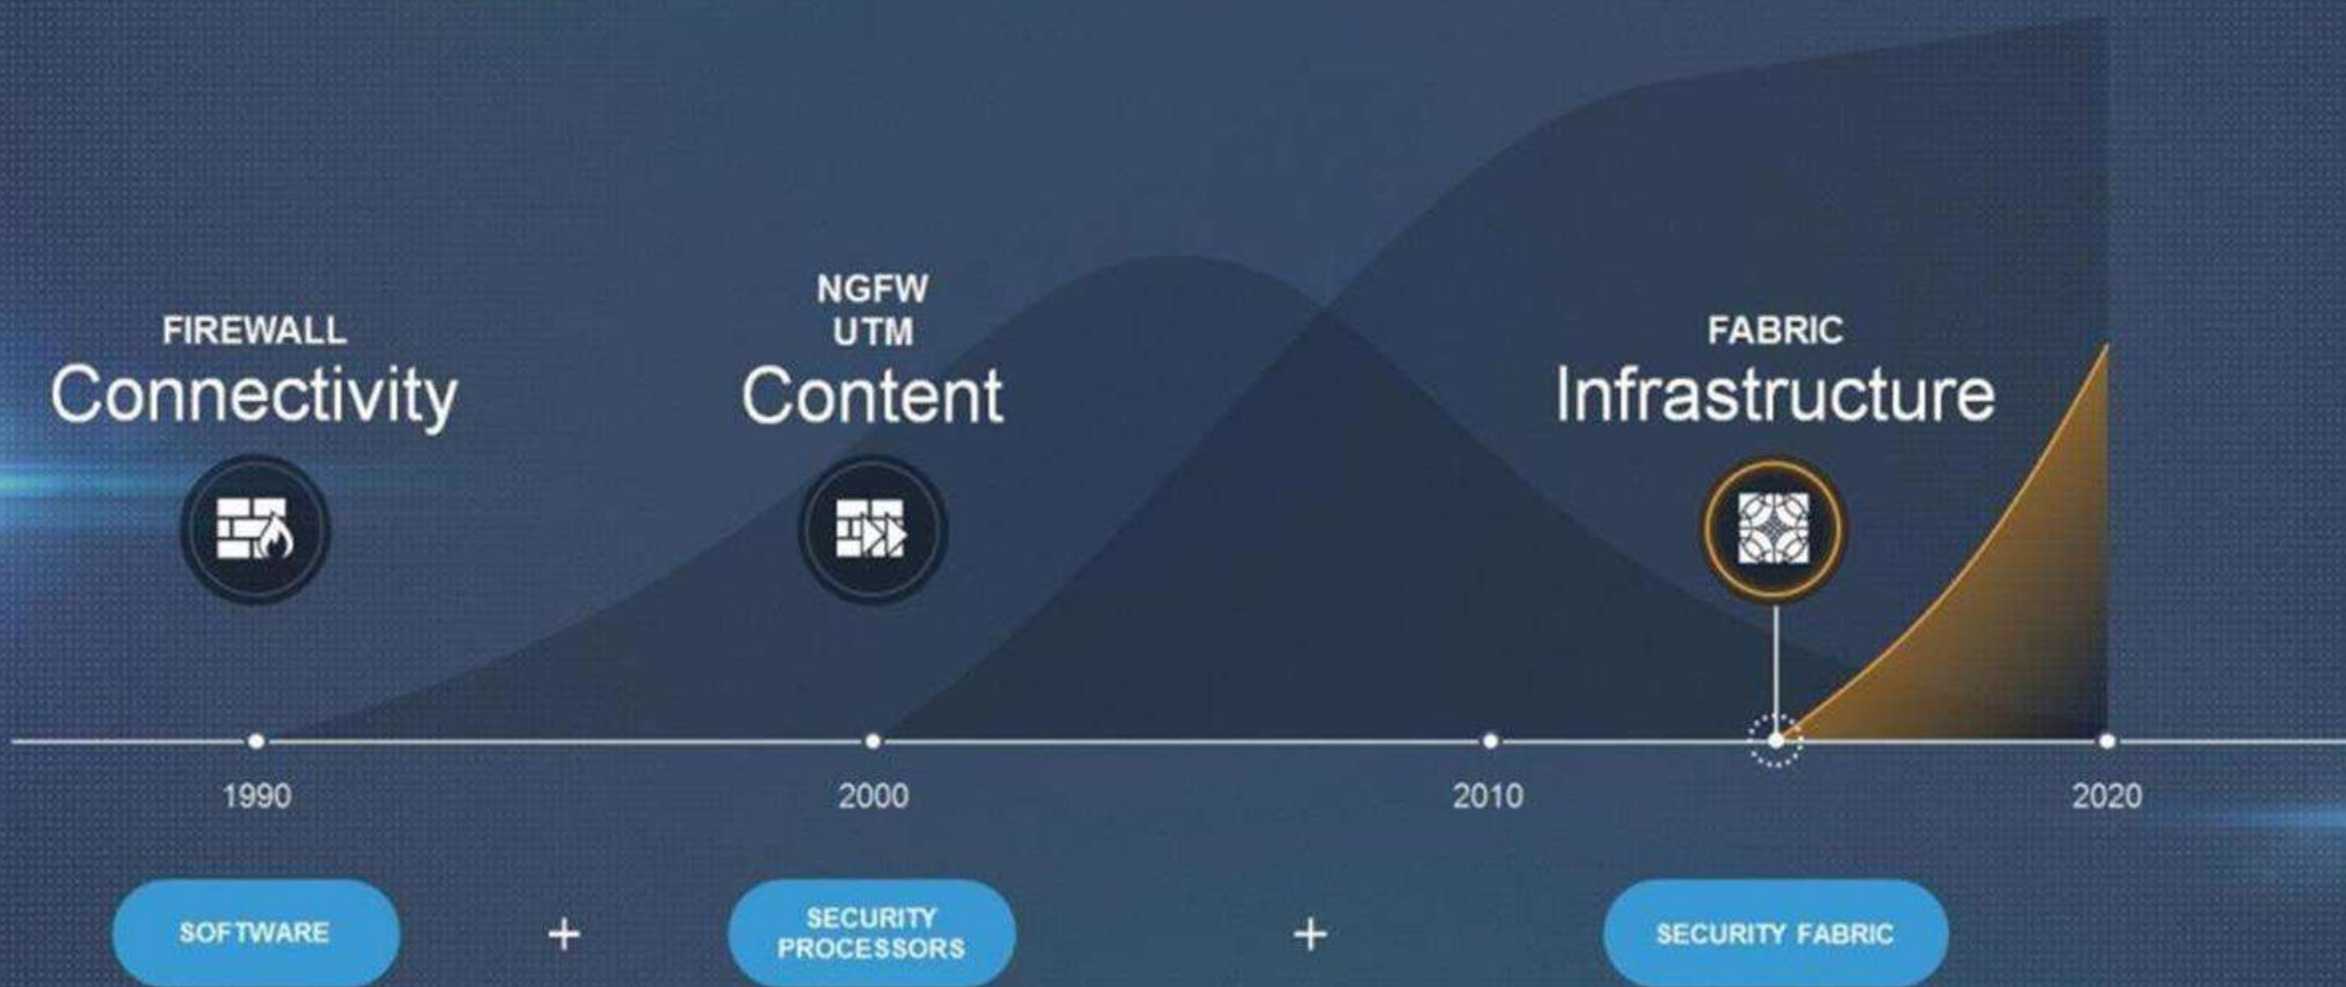 FIREWALL
Connectivity
NGFW
UTM
Content
FABRIC
Infrastructure
1990
2000
2010
2020
SOFTWARE
+
SECURITY
PROCESSORS
+
SECURITY FABRIC